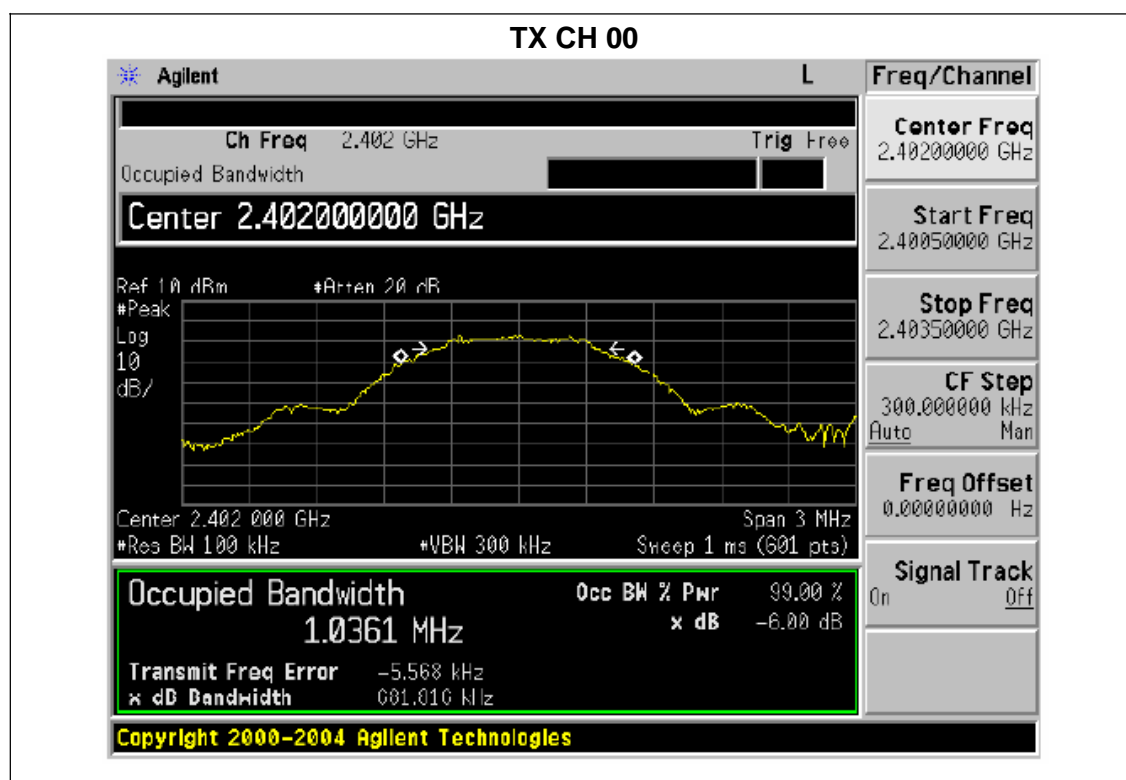 TX CH 00
Agilent L Freq/Channel
Ch Freq 2.402 GHz Trig Free
Occupied Bandwidth
Center 2.402000000 GHz
Ref 10 dBm #Atten 20 dB
#Peak
Log
10
dB/
Center 2.402 000 GHz Span 3 MHz
#Res BW 100 kHz #VBW 300 kHz Sweep 1 ms (601 pts)
Occupied Bandwidth Occ BW % Pwr 99.00 %
1.0361 MHz x dB -6.00 dB
Transmit Freq Error -5.568 kHz
x dB Bandwidth kHz
Copyright 2000-2004 Agilent Technologies
Center Freq
2.40200000 GHz
Start Freq
2.40050000 GHz
Stop Freq
2.40350000 GHz
CF Step
300.000000 kHz
Auto Man
Freq Offset
0.00000000 Hz
Signal Track
On Off